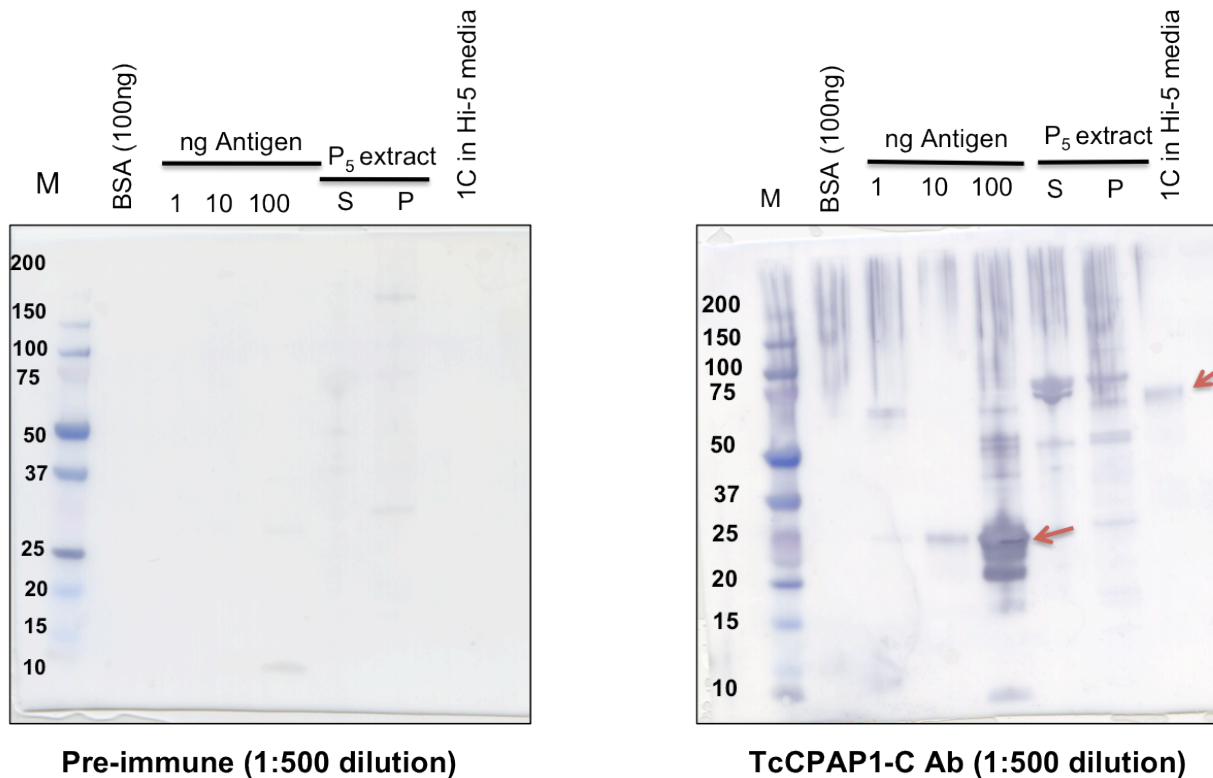 BSA (100ng)
1C in Hi-5 media
ng Antigen
P5 extract
M
1 10 100 S P
200
150
100
75
50
37
25
20
15
10
Pre-immune (1:500 dilution)
BSA (100ng)
1C in Hi-5 media
ng Antigen
P5 extract
M
1 10 100 S P
200
150
100
75
50
37
25
20
15
10
TcCPAP1-C Ab (1:500 dilution)